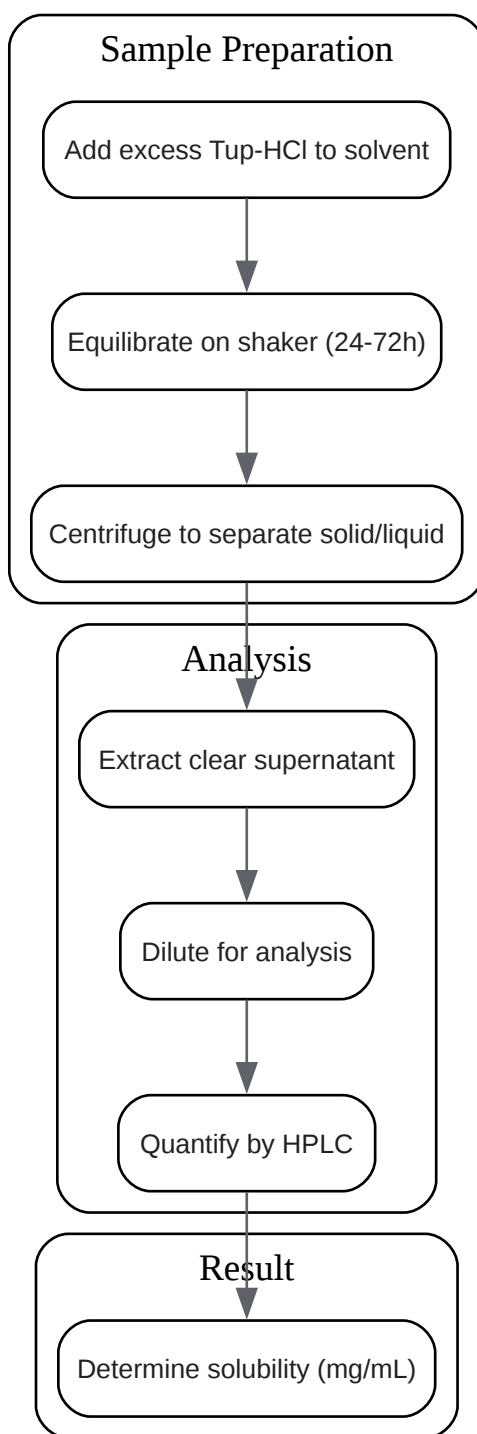 Sample Preparation
Add excess Tup-HCl to solvent
Equilibrate on shaker (24-72h)
Centrifuge to separate solid/liquid
Analysis
Extract clear supernatant
Dilute for analysis
Quantify by HPLC
Result
Determine solubility (mg/mL)